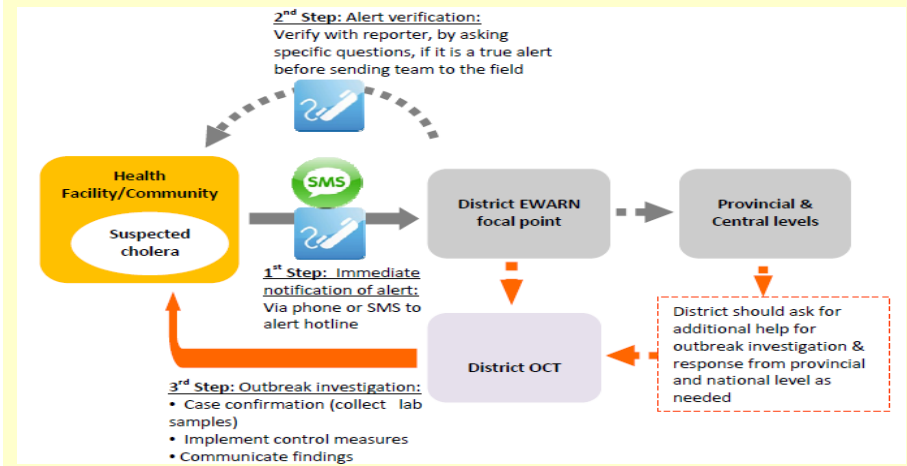 2nd Step: Alert verification:
Verify with reporter, by asking
specific questions, if it is a true alert
before sending team to the field
Health
Facility/Community
Suspected
cholera
SMS
1st Step: Immediate
notification of alert:
Via phone or SMS to
alert hotline
District EWARN
focal point
Provincial &
Central levels
District OCT
District should ask for
additional help for
outbreak investigation &
response from provincial
and national level as
needed
3rd Step: Outbreak investigation:
• Case confirmation (collect lab
samples)
• Implement control measures
• Communicate findings